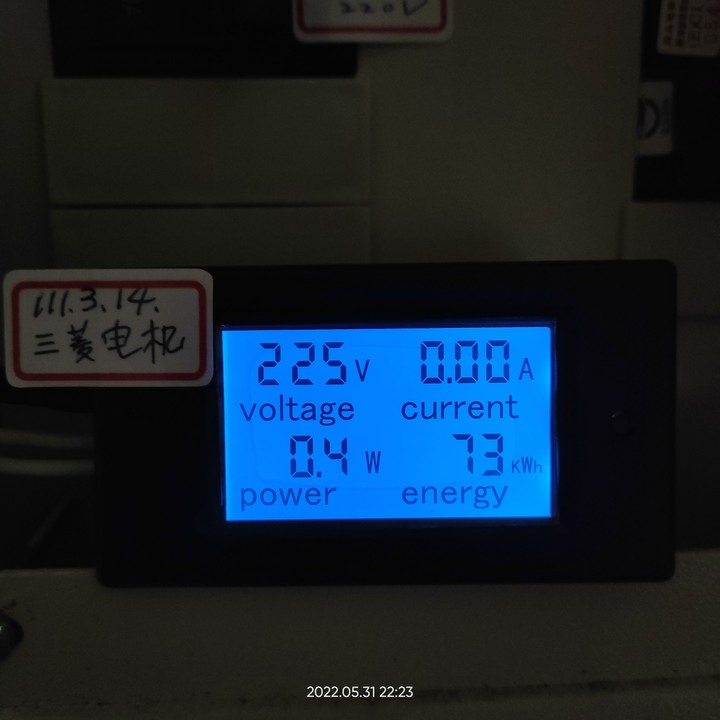 220V
111.3.14.
三菱电机
225 V 0.00 A
voltage current
0.4 W 73 KWh
power energy
2022.05.31 22:23